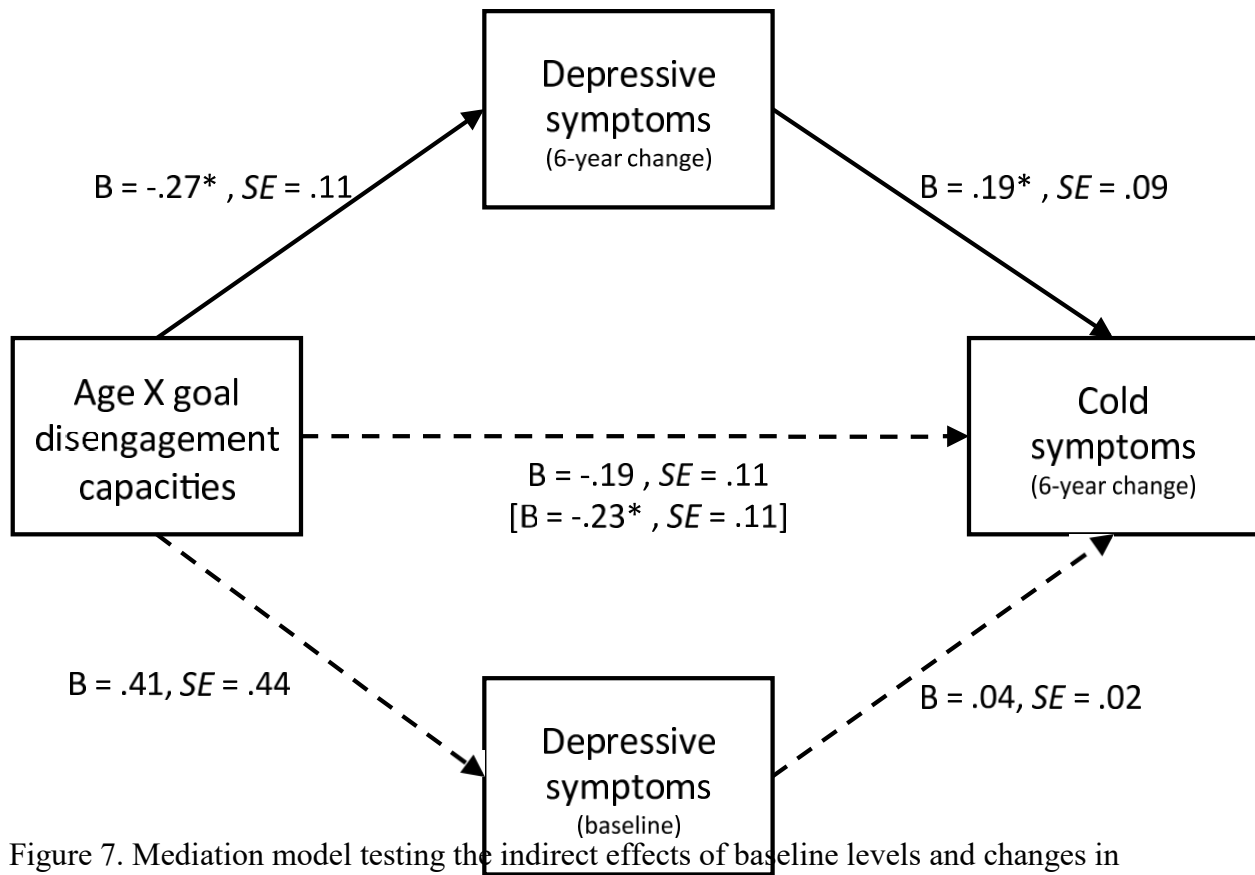 Depressive
symptoms
(6-year change)
B = -.27* , SE = .11
B = .19* , SE = .09
Age X goal
disengagement
capacities
Cold
symptoms
(6-year change)
B = -.19 , SE = .11
[B = -.23* , SE = .11]
B = .41, SE = .44
B = .04, SE = .02
Depressive
symptoms
(baseline)
Figure 7. Mediation model testing the indirect effects of baseline levels and changes in